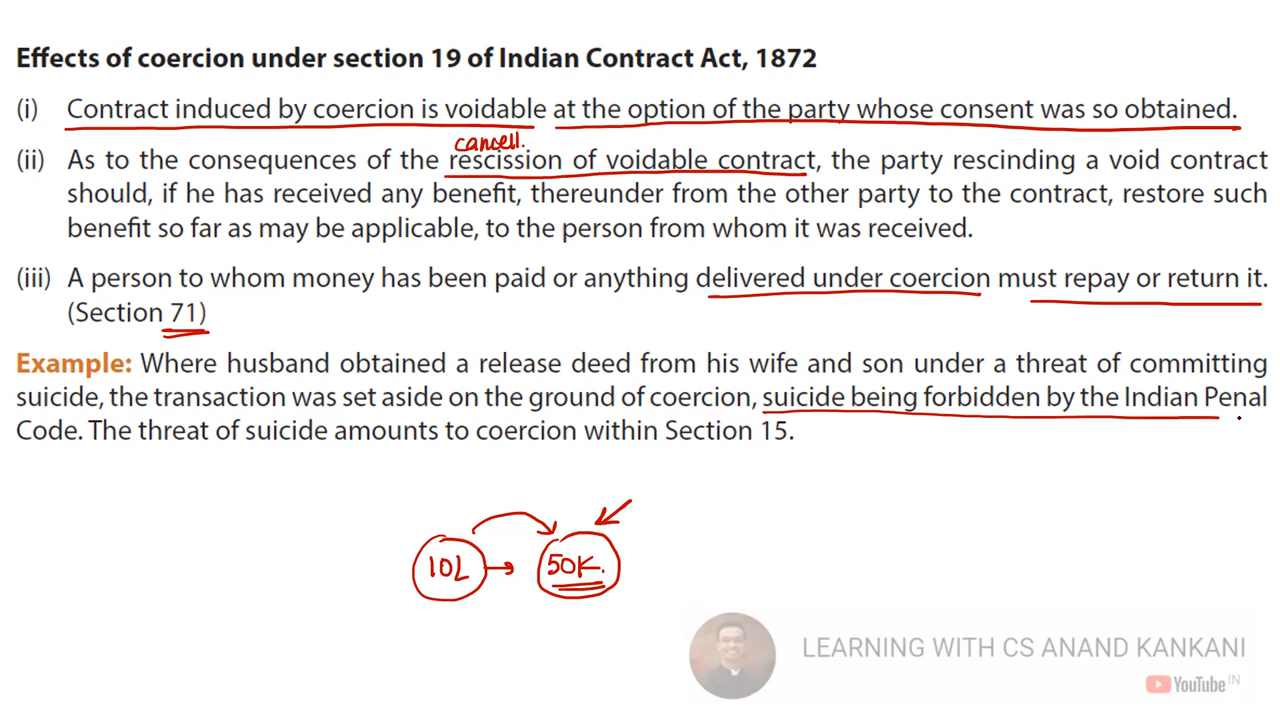 Effects of coercion under section 19 of Indian Contract Act, 1872
(i) Contract induced by coercion is voidable at the option of the party whose consent was so obtained.
cancell.
(ii) As to the consequences of the rescission of voidable contract, the party rescinding a void contract
should, if he has received any benefit, thereunder from the other party to the contract, restore such
benefit so far as may be applicable, to the person from whom it was received.
(iii) A person to whom money has been paid or anything delivered under coercion must repay or return it.
(Section 71)
Example: Where husband obtained a release deed from his wife and son under a threat of committing
suicide, the transaction was set aside on the ground of coercion, suicide being forbidden by the Indian Penal
Code. The threat of suicide amounts to coercion within Section 15.
10L → 50K.
LEARNING WITH CS ANAND KANKANI
YouTube IN